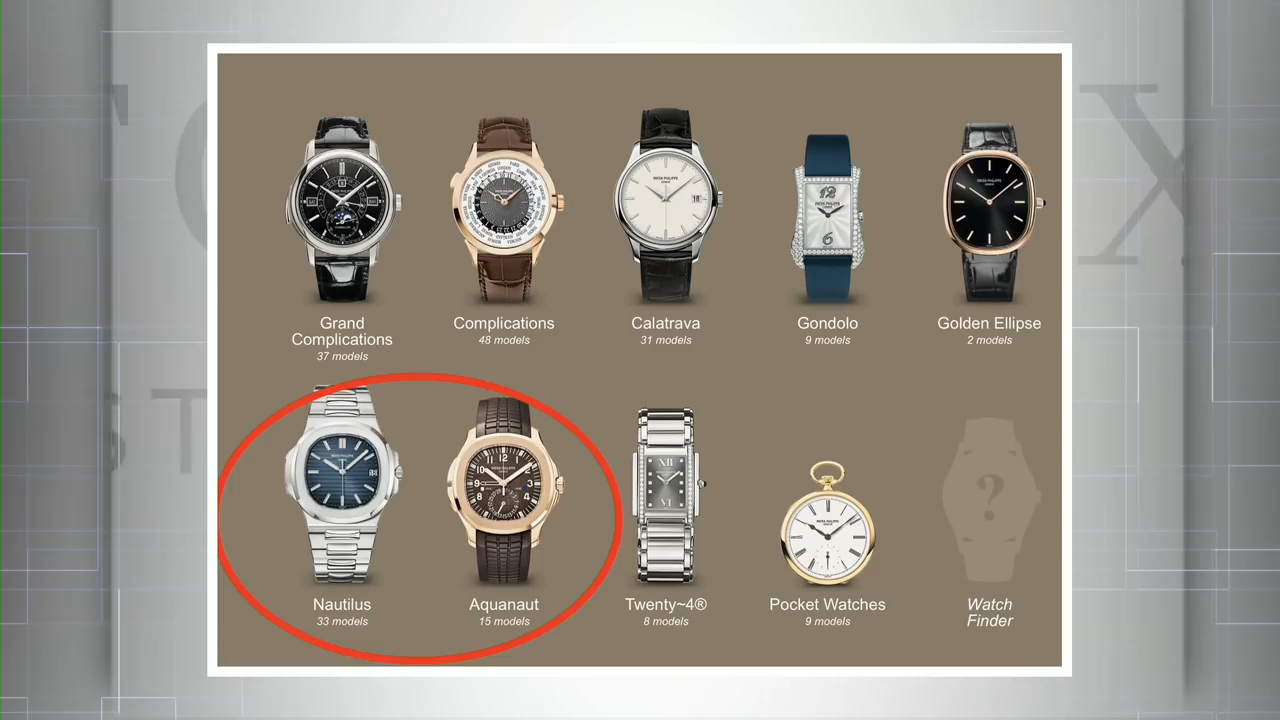 Grand
Complications
37 models
Complications
48 models
Calatrava
31 models
Gondolo
9 models
Golden Ellipse
2 models
Nautilus
33 models
Aquanaut
15 models
Twenty~4®
8 models
Pocket Watches
9 models
?
Watch
Finder